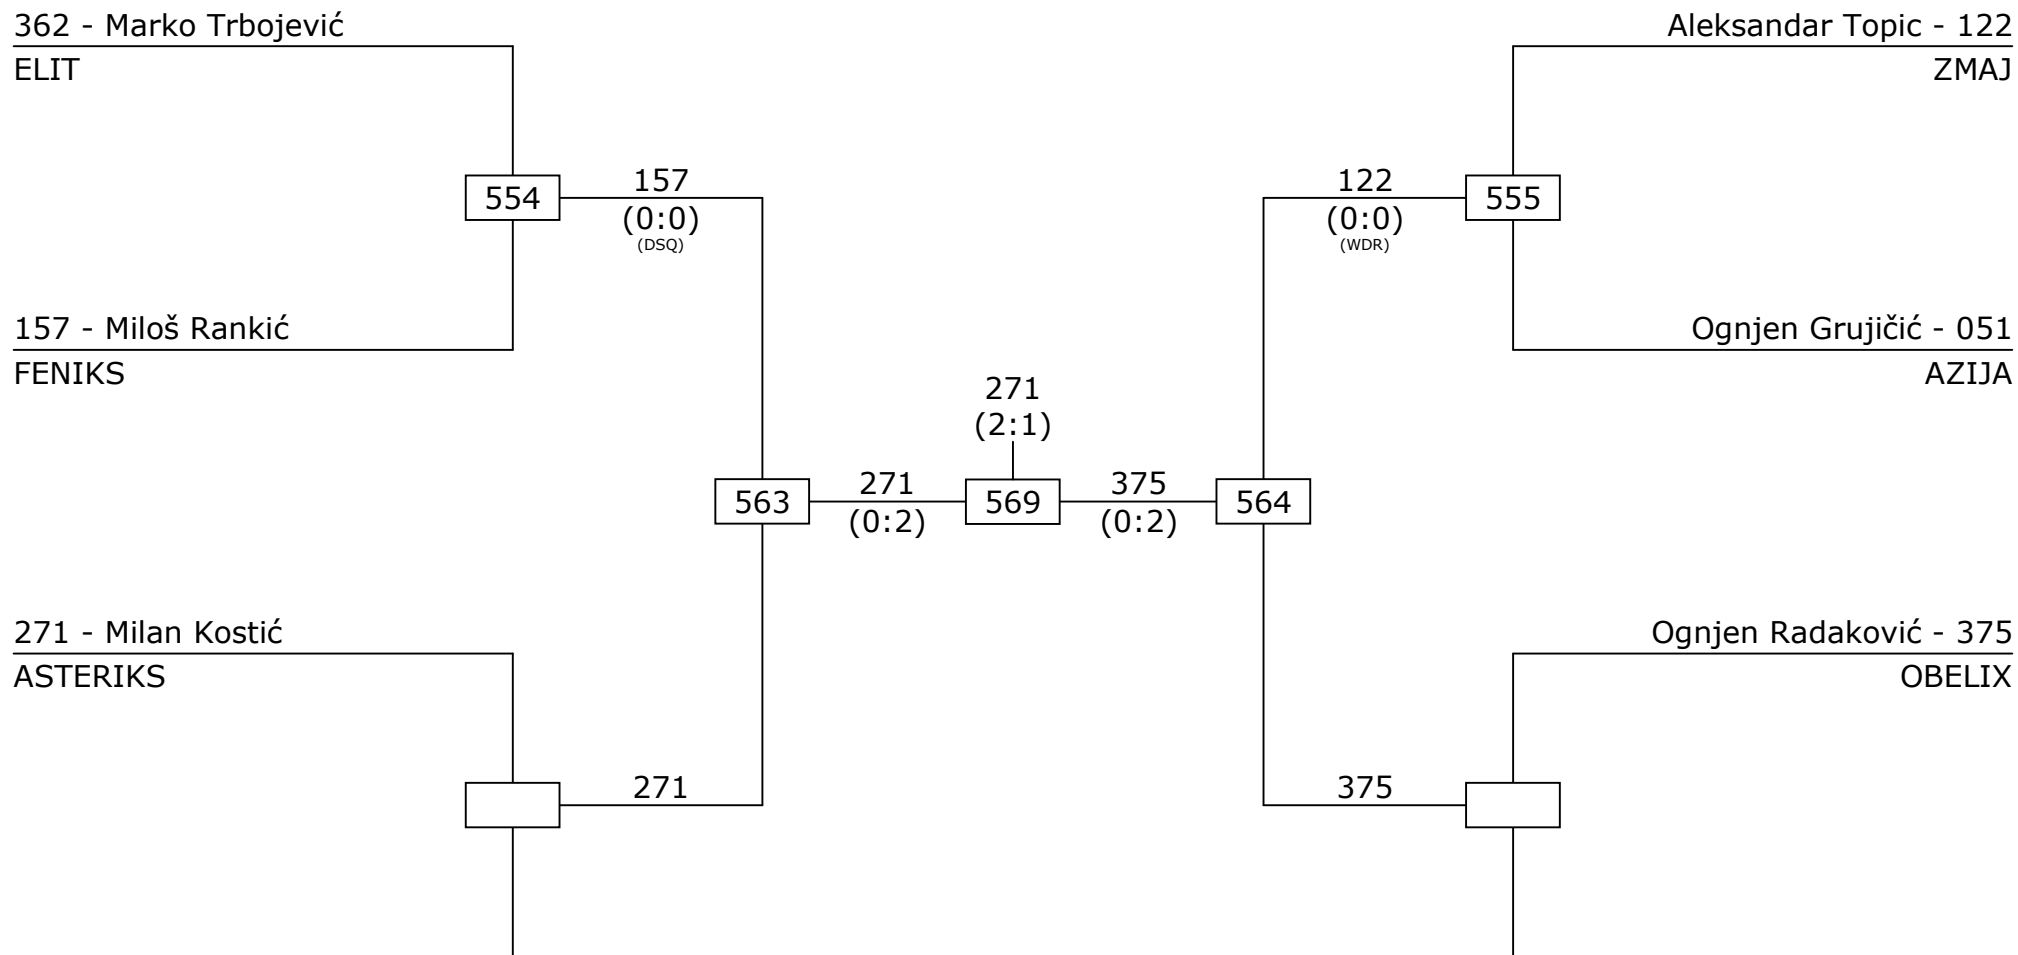 362 - Marko Trbojević
ELIT
Aleksandar Topic - 122
ZMAJ
554
157
(0:0)
(DSQ)
122
(0:0)
(WDR)
555
157 - Miloš Rankić
FENIKS
Ognjen Grujičić - 051
AZIJA
271
(2:1)
563
271
(0:2)
569
375
(0:2)
564
271 - Milan Kostić
ASTERIKS
Ognjen Radaković - 375
OBELIX
271
375